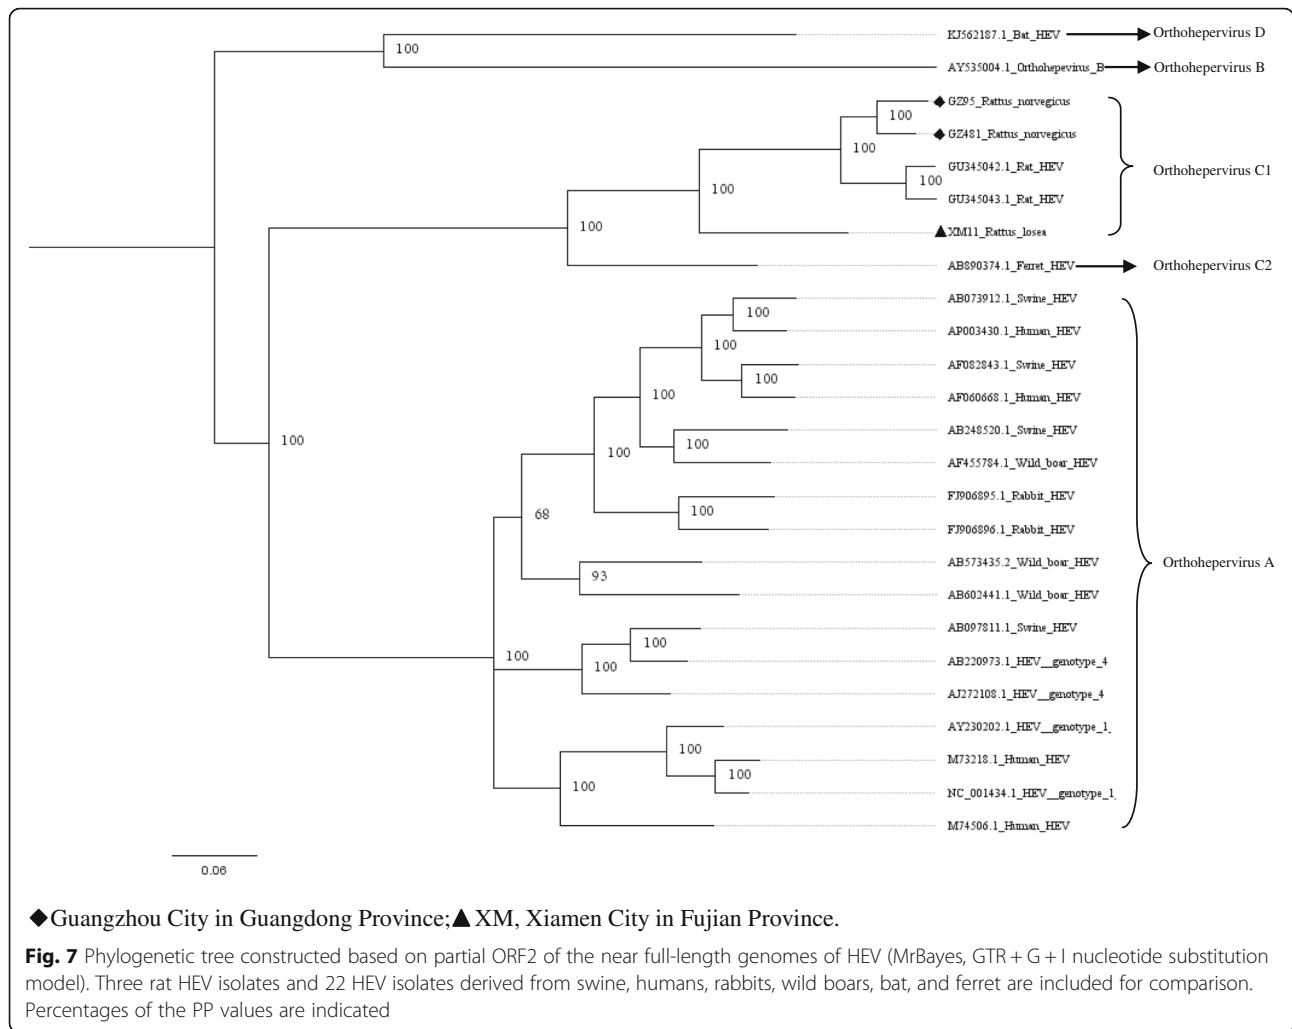 KJ562187.1_Bat_HEV
Orthohepervirus D
100
AY535004.1_Orthohepevirus_B
Orthohepervirus B
GZ95_Rattus_norvegicus
100
GZ481_Rattus_norvegicus
100
GU345042.1_Rat_HEV
Orthohepervirus C1
100
100
GU345043.1_Rat_HEV
100
XM11_Rattus_losea
AB890374.1_Ferret_HEV
Orthohepervirus C2
AB073912.1_Swine_HEV
100
AP003430.1_Human_HEV
100
AF082843.1_Swine_HEV
100
100
AF060668.1_Human_HEV
AB248520.1_Swine_HEV
100
100
100
AF455784.1_Wild_boar_HEV
FJ906895.1_Rabbit_HEV
100
68
FJ906896.1_Rabbit_HEV
AB573435.2_Wild_boar_HEV
Orthohepervirus A
93
AB602441.1_Wild_boar_HEV
AB097811.1_Swine_HEV
100
100
AB220973.1_HEV__genotype_4
100
AJ272108.1_HEV__genotype_4
AY230202.1_HEV__genotype_1_
100
M73218.1_Human_HEV
100
100
NC_001434.1_HEV__genotype_1_
M74506.1_Human_HEV
0.06
◆Guangzhou City in Guangdong Province;▲XM, Xiamen City in Fujian Province.
Fig. 7 Phylogenetic tree constructed based on partial ORF2 of the near full-length genomes of HEV (MrBayes, GTR + G + I nucleotide substitution
model). Three rat HEV isolates and 22 HEV isolates derived from swine, humans, rabbits, wild boars, bat, and ferret are included for comparison.
Percentages of the PP values are indicated